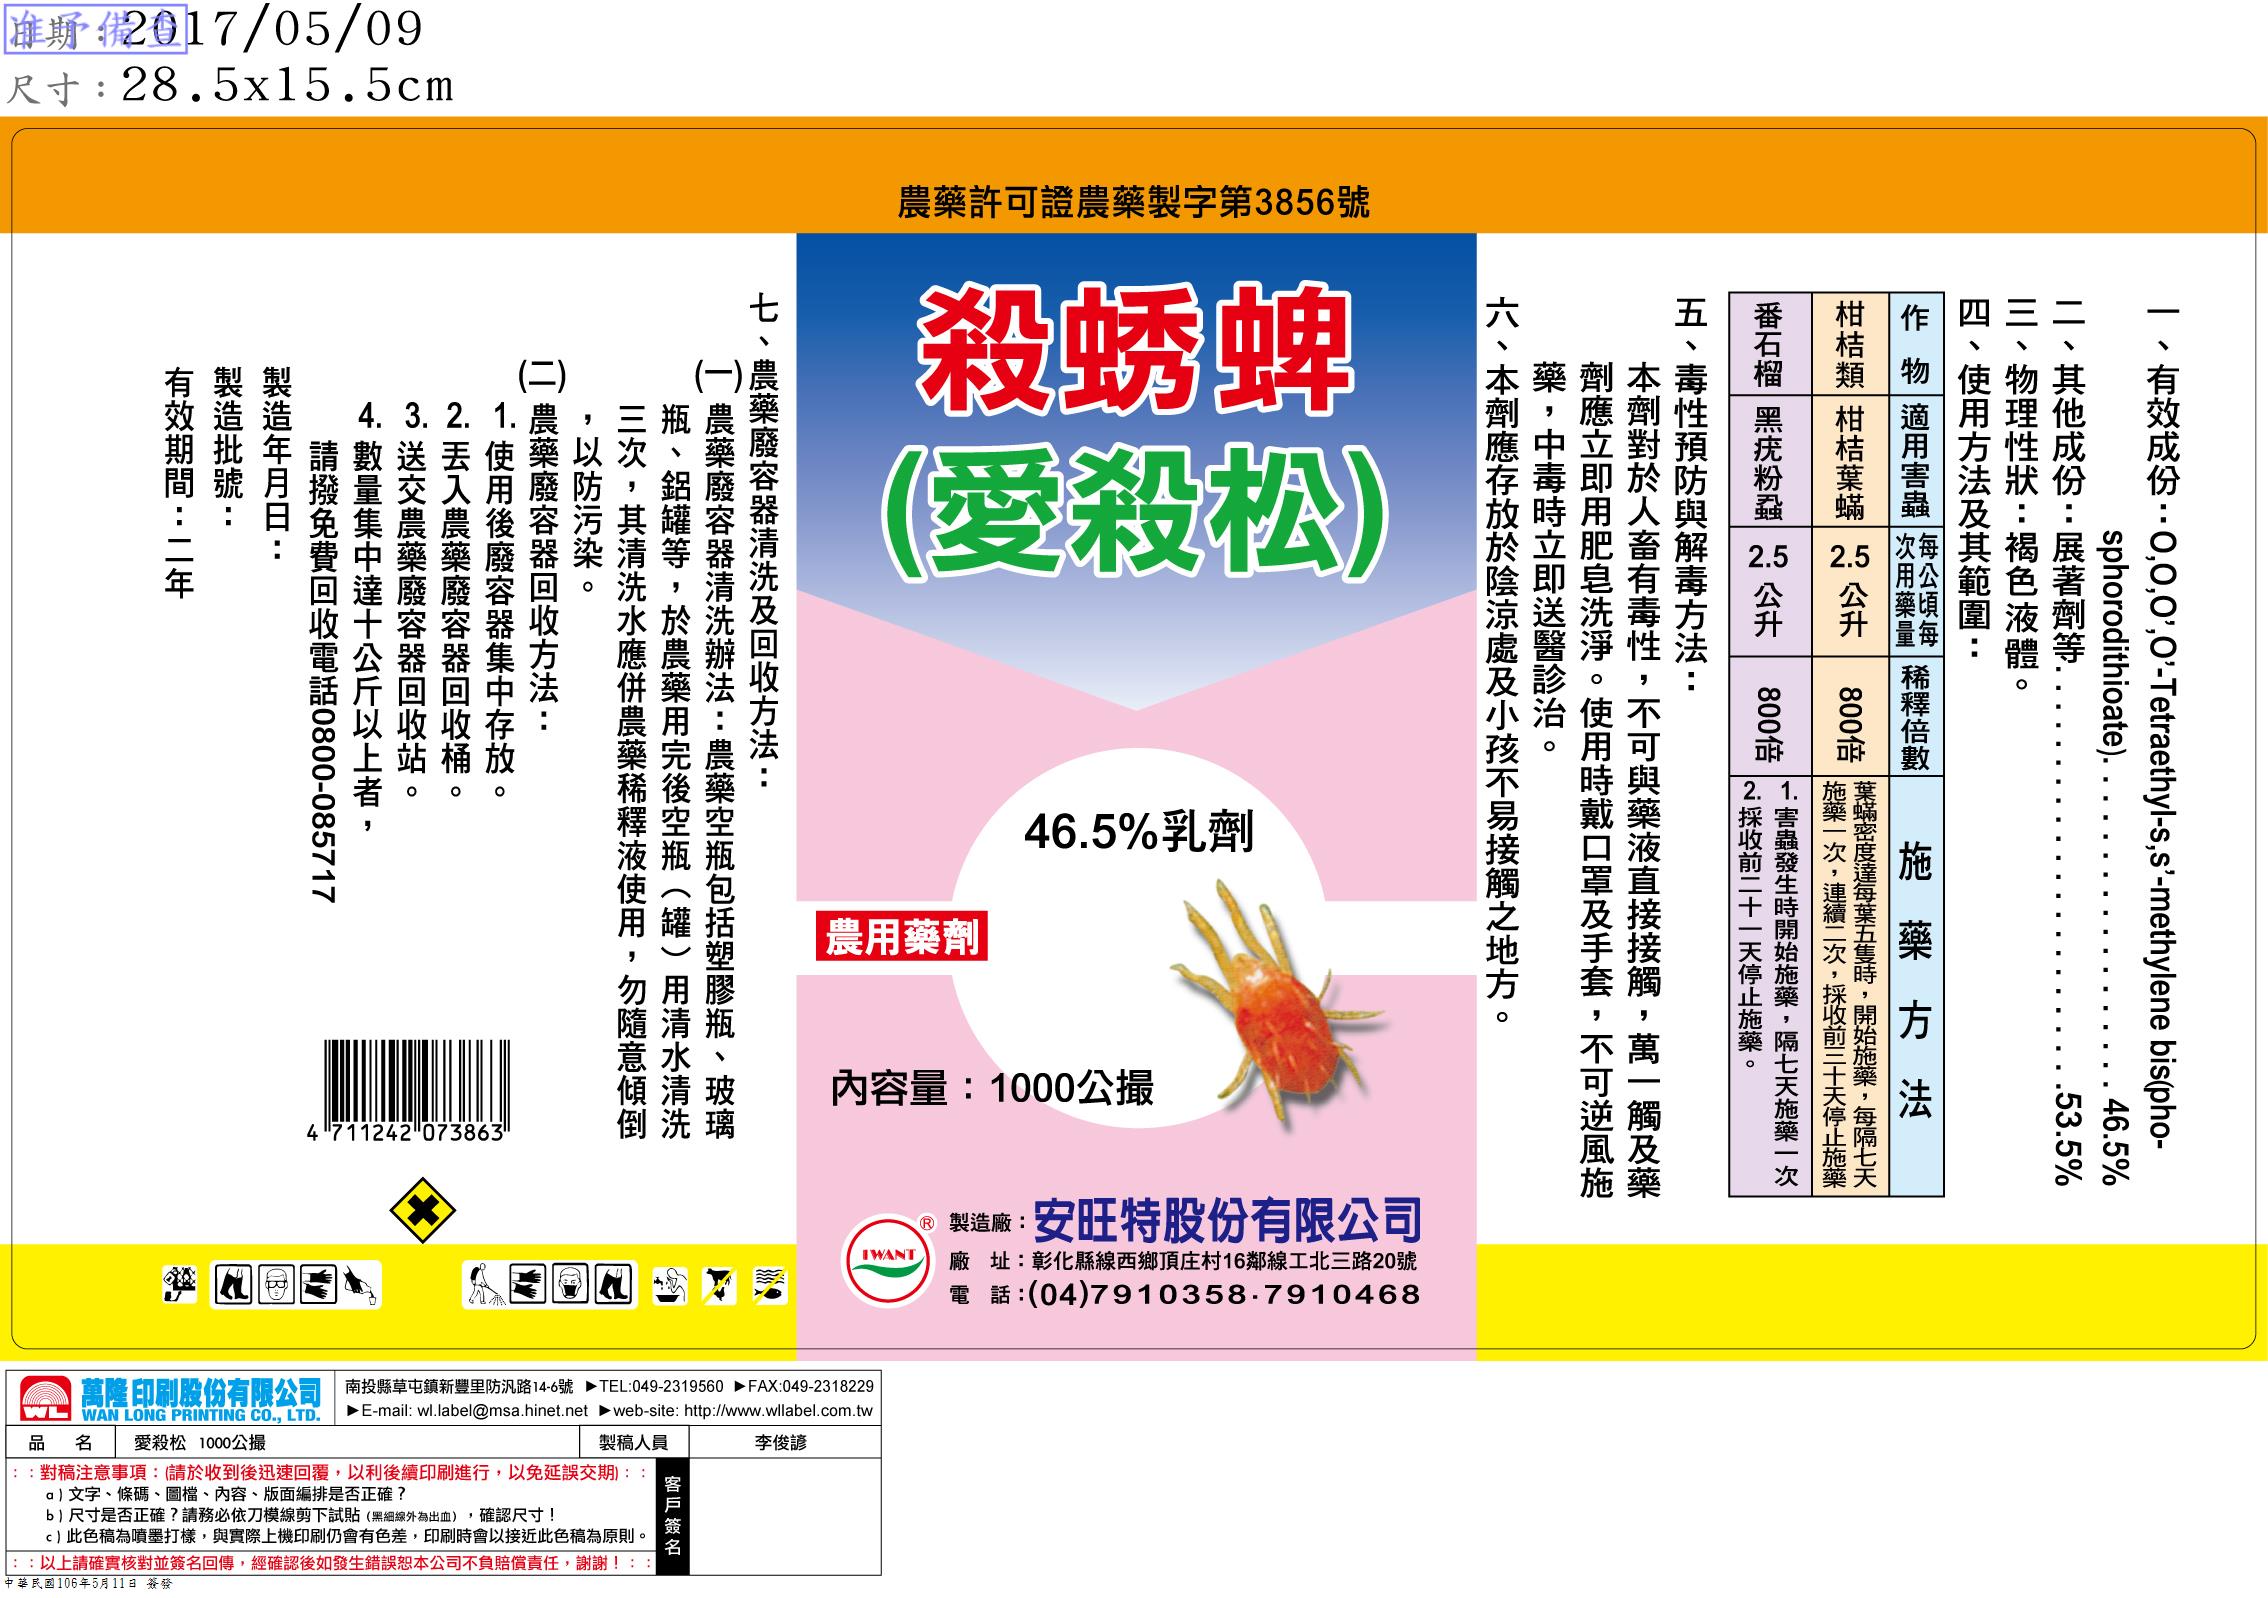 准予備查
日期：2017/05/09
尺寸：28.5x15.5cm
農藥許可證農藥製字第3856號
一、有效成份：O,O,O',O'-Tetraethyl-s,s'-methylene bis(pho-
sphorodithioate)........................46.5%
二、其他成份：展著劑等........................53.5%
三、物理性狀：褐色液體。
四、使用方法及其範圍：
作物 適用害蟲 每公頃每次用藥量 稀釋倍數 施藥方法
柑桔類 柑桔葉蟎 2.5公升 800倍 葉蟎密度達每葉五隻時，開始施藥，每隔七天
施藥一次，連續二次，採收前三十天停止施藥
番石榴 黑疣粉蝨 2.5公升 800倍 1. 害蟲發生時開始施藥，隔七天施藥一次
2. 採收前二十一天停止施藥。
五、毒性預防與解毒方法：
本劑對於人畜有毒性，不可與藥液直接接觸，萬一觸及藥
劑應立即用肥皂洗淨。使用時戴口罩及手套，不可逆風施
藥，中毒時立即送醫診治。
六、本劑應存放於陰涼處及小孩不易接觸之地方。
殺蟎蜱
(愛殺松)
46.5%乳劑
農用藥劑
內容量：1000公撮
IWANT
®
製造廠：安旺特股份有限公司
廠　址：彰化縣線西鄉頂庄村16鄰線工北三路20號
電　話：(04)7910358·7910468
七、農藥廢容器清洗及回收方法：
(一)農藥廢容器清洗辦法：農藥空瓶包括塑膠瓶、玻璃
瓶、鋁罐等，於農藥用完後空瓶（罐）用清水清洗
三次，其清洗水應併農藥稀釋液使用，勿隨意傾倒
，以防污染。
(二)農藥廢容器回收方法：
1. 使用後廢容器集中存放。
2. 丟入農藥廢容器回收桶。
3. 送交農藥廢容器回收站。
4. 數量集中達十公斤以上者，
請撥免費回收電話0800-085717
製造年月日：
製造批號：
有效期間：二年
4 711242 073863
WL
萬隆印刷股份有限公司
WAN LONG PRINTING CO., LTD.
南投縣草屯鎮新豐里防汛路14-6號 ▶TEL:049-2319560 ▶FAX:049-2318229
▶E-mail: wl.label@msa.hinet.net ▶web-site: http://www.wllabel.com.tw
品　名 愛殺松 1000公撮 製稿人員 李俊諺
：：對稿注意事項：(請於收到後迅速回覆，以利後續印刷進行，以免延誤交期)：：
a）文字、條碼、圖檔、內容、版面編排是否正確？
b）尺寸是否正確？請務必依刀模線剪下試貼（黑細線外為出血），確認尺寸！
c）此色稿為噴墨打樣，與實際上機印刷仍會有色差，印刷時會以接近此色稿為原則。
：：以上請確實核對並簽名回傳，經確認後如發生錯誤恕本公司不負賠償責任，謝謝！：：
客戶簽名
中華民國106年5月11日 簽發